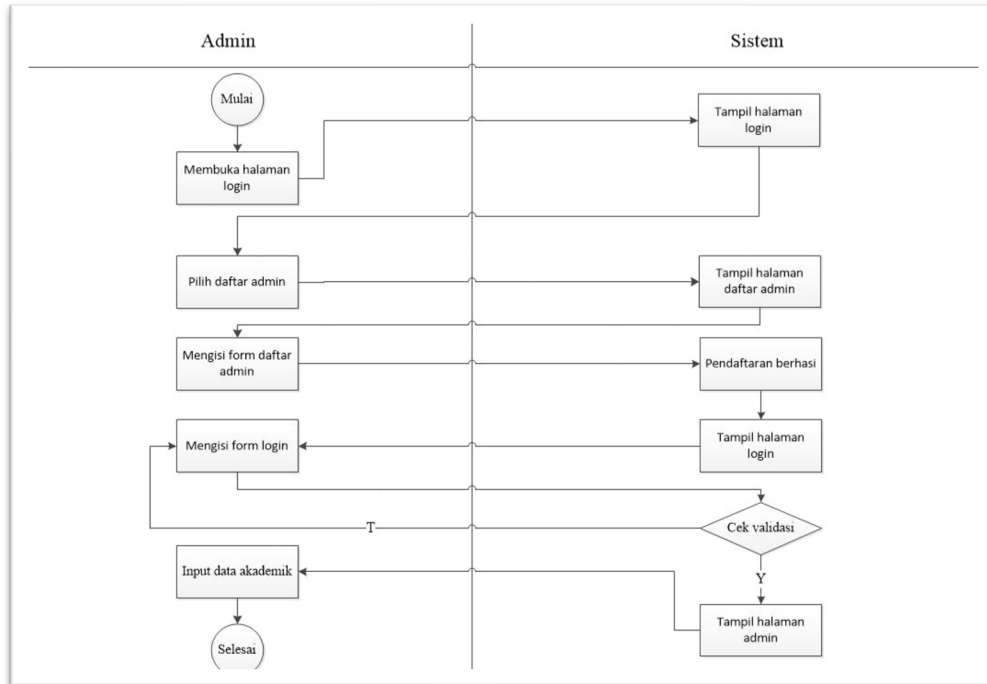 Admin
Sistem
Mulai
Tampil halaman
login
Membuka halaman
login
Pilih daftar admin
Tampil halaman
daftar admin
Mengisi form daftar
admin
Pendaftaran berhasi
Mengisi form login
Tampil halaman
login
T
Cek validasi
Input data akademik
Y
Tampil halaman
admin
Selesai